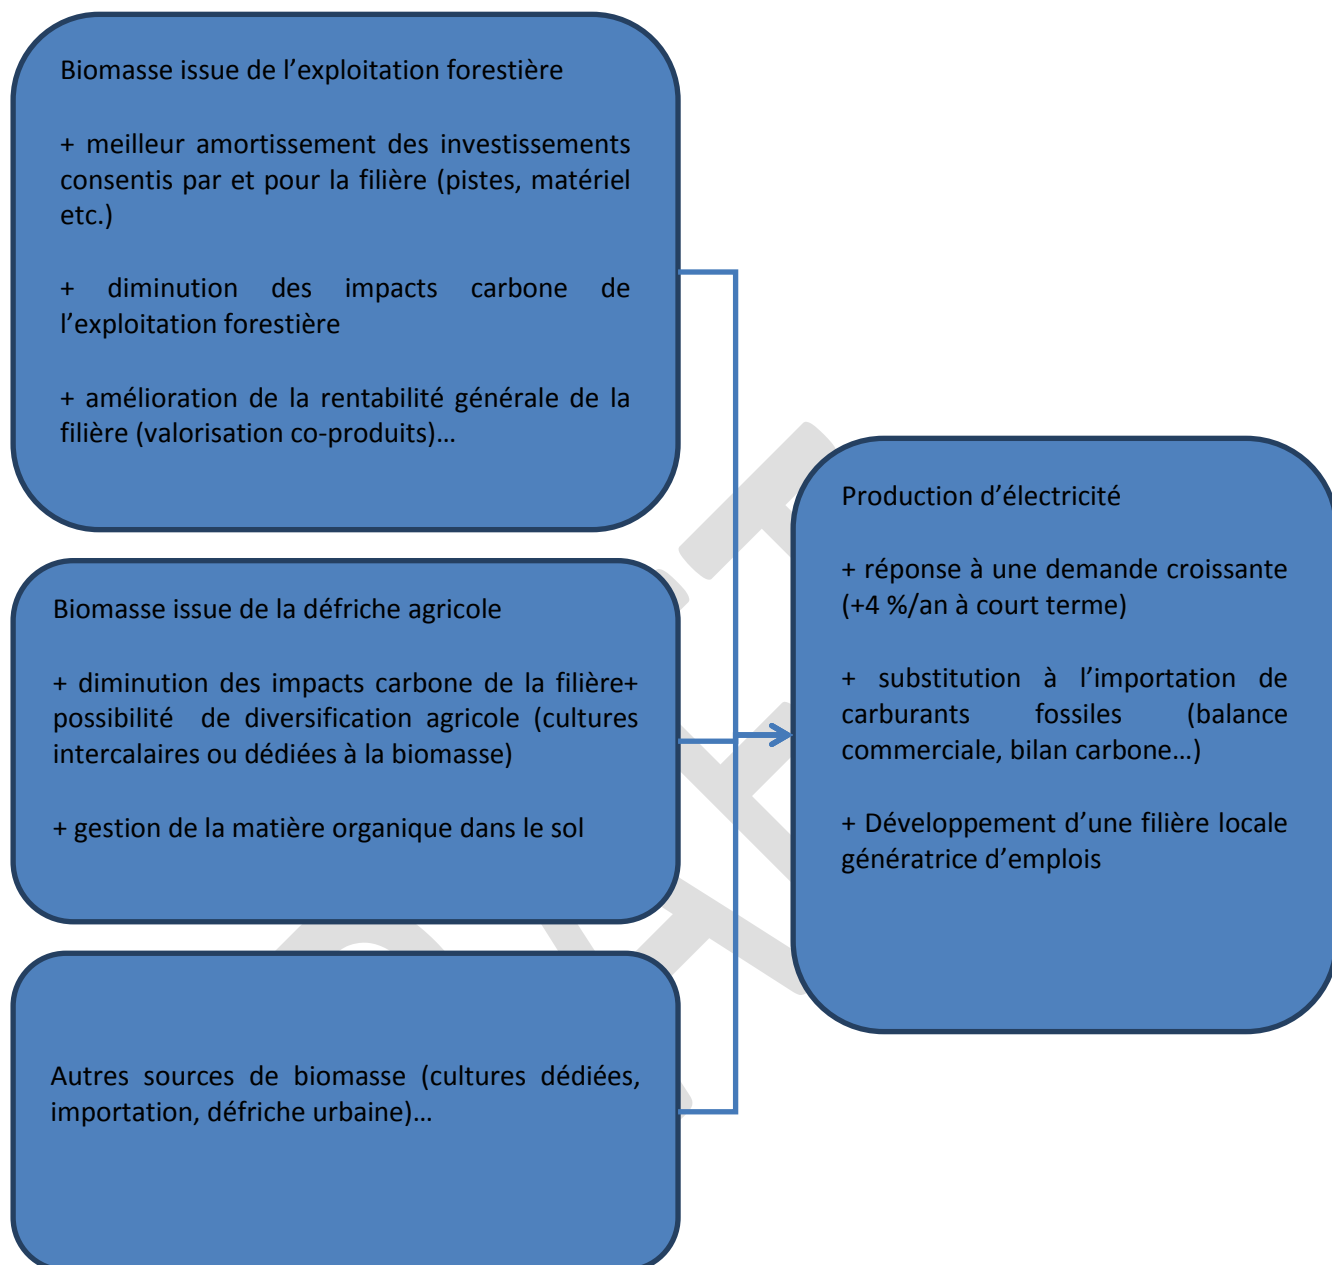 Biomasse issue de l’exploitation forestière
+ meilleur amortissement des investissements
consentis par et pour la filière (pistes, matériel
etc.)
+ diminution des impacts carbone de
l’exploitation forestière
+ amélioration de la rentabilité générale de la
filière (valorisation co-produits)…
Biomasse issue de la défriche agricole
+ diminution des impacts carbone de la filière+
possibilité de diversification agricole (cultures
intercalaires ou dédiées à la biomasse)
+ gestion de la matière organique dans le sol
Autres sources de biomasse (cultures dédiées,
importation, défriche urbaine)…
Production d’électricité
+ réponse à une demande croissante
(+4 %/an à court terme)
+ substitution à l’importation de
carburants fossiles (balance
commerciale, bilan carbone…)
+ Développement d’une filière locale
génératrice d’emplois